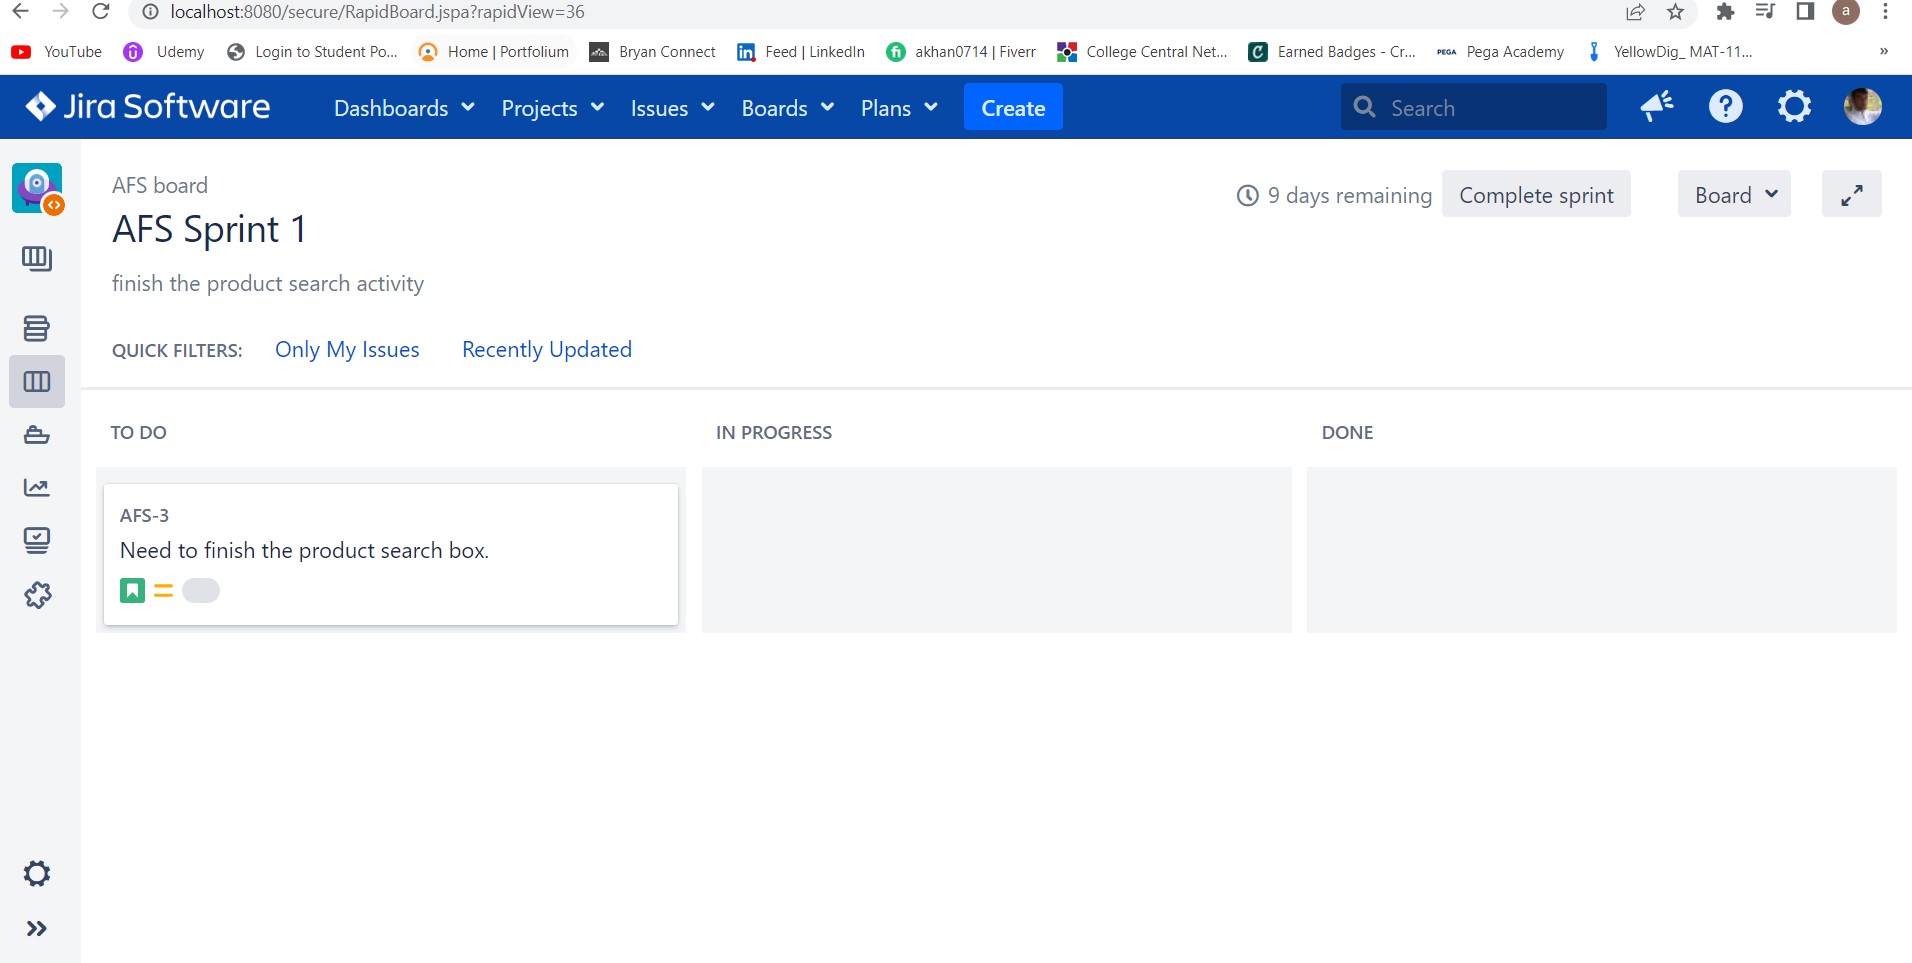 localhost:8080/secure/RapidBoard.jspa?rapidView=36
a
YouTube Udemy Login to Student Po... Home | Portfolium Bryan Connect Feed | LinkedIn akhan0714 | Fiverr College Central Net... Earned Badges - Cr... PEGA Pega Academy YellowDig_ MAT-11... »
Jira Software Dashboards Projects Issues Boards Plans Create Search
AFS board
9 days remaining Complete sprint Board
AFS Sprint 1
finish the product search activity
QUICK FILTERS: Only My Issues Recently Updated
TO DO IN PROGRESS DONE
AFS-3
Need to finish the product search box.